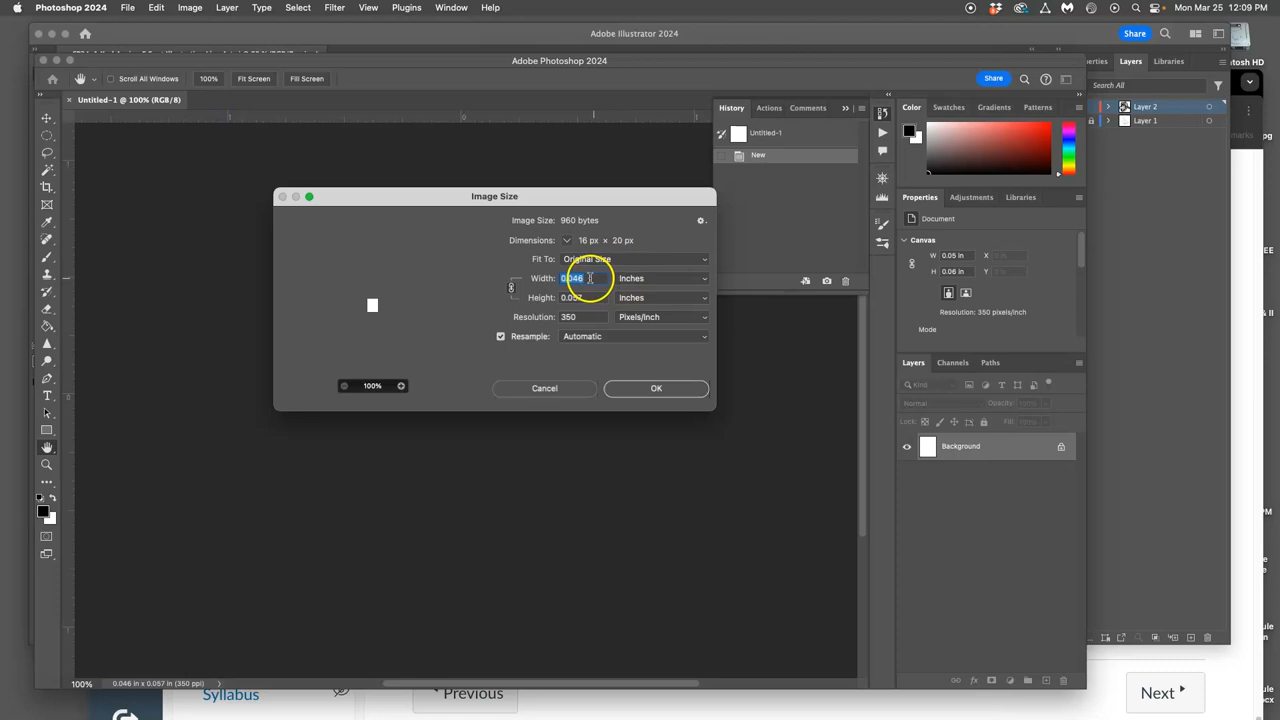 Photoshop 2024 File Edit Image Layer Type Select Filter View Plugins Window Help Mon Mar 25 12:09 PM
Adobe Illustrator 2024 Share
Adobe Photoshop 2024
Scroll All Windows 100% Fit Screen Fill Screen Share
Untitled-1 @ 100% (RGB/8)
perties Layers Libraries
tosh HD
Search All
Layer 2
Layer 1
marks
History Actions Comments
Untitled-1
New
Color Swatches Gradients Patterns
Properties Adjustments Libraries
Document
Canvas
W 0.05 in X
H 0.06 in Y
Resolution: 350 pixels/inch
Mode
Image Size
Image Size: 960 bytes
Dimensions: 16 px × 20 px
Fit To: Original Size
Width: 0.046 Inches
Height: 0.057 Inches
Resolution: 350 Pixels/Inch
Resample: Automatic
100%
Cancel OK
Layers Channels Paths
Kind
Normal Opacity: 100%
Lock: Fill: 100%
Background
100% 0.046 in x 0.057 in (350 ppi)
Syllabus Previous Next